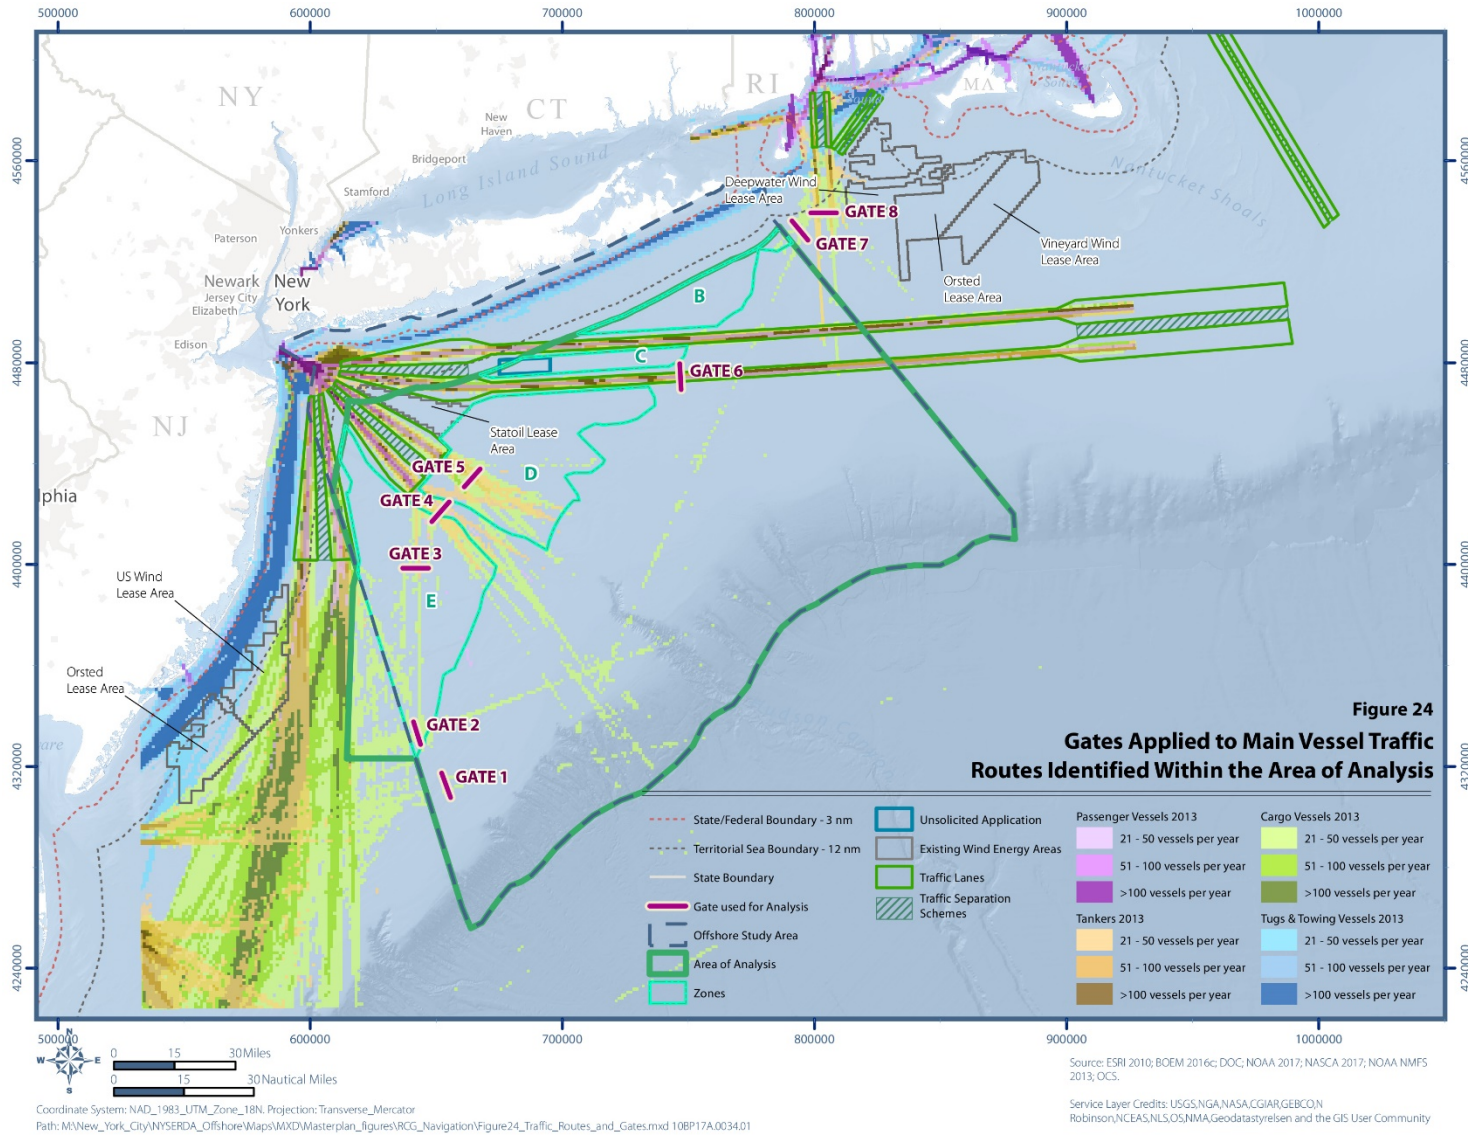 500000
600000
700000
800000
900000
1000000
4560000
4480000
4400000
4320000
4240000
4560000
4480000
4400000
4320000
4240000
NY
CT
RI
MA
NJ
New
Haven
Bridgeport
Stamford
Long Island Sound
Yonkers
Paterson
Newark
New
York
Jersey City
Elizabeth
Edison
lphia
Nantucket Shoals
Deepwater Wind
Lease Area
GATE 8
GATE 7
Vineyard Wind
Lease Area
Orsted
Lease Area
B
C
GATE 6
Statoil Lease
Area
GATE 5
D
GATE 4
GATE 3
E
US Wind
Lease Area
Orsted
Lease Area
GATE 2
GATE 1
Figure 24
Gates Applied to Main Vessel Traffic
Routes Identified Within the Area of Analysis
State/Federal Boundary - 3 nm
Territorial Sea Boundary - 12 nm
State Boundary
Gate used for Analysis
Offshore Study Area
Area of Analysis
Zones
Unsolicited Application
Existing Wind Energy Areas
Traffic Lanes
Traffic Separation
Schemes
Passenger Vessels 2013
21 - 50 vessels per year
51 - 100 vessels per year
>100 vessels per year
Tankers 2013
21 - 50 vessels per year
51 - 100 vessels per year
>100 vessels per year
Cargo Vessels 2013
21 - 50 vessels per year
51 - 100 vessels per year
>100 vessels per year
Tugs & Towing Vessels 2013
21 - 50 vessels per year
51 - 100 vessels per year
>100 vessels per year
500000
600000
700000
800000
900000
1000000
N
W
E
S
0 15 30 Miles
0 15 30 Nautical Miles
Coordinate System: NAD_1983_UTM_Zone_18N. Projection: Transverse_Mercator
Path: M:\New_York_City\NYSERDA_Offshore\Maps\MXD\Masterplan_figures\RCG_Navigation\Figure24_Traffic_Routes_and_Gates.mxd 10BP17A.0034.01
Source: ESRI 2010; BOEM 2016c; DOC; NOAA 2017; NASCA 2017; NOAA NMFS
2013; OCS.
Service Layer Credits: USGS,NGA,NASA,CGIAR,GEBCO,N
Robinson,NCEAS,NLS,OS,NMA,Geodatastyrelsen and the GIS User Community